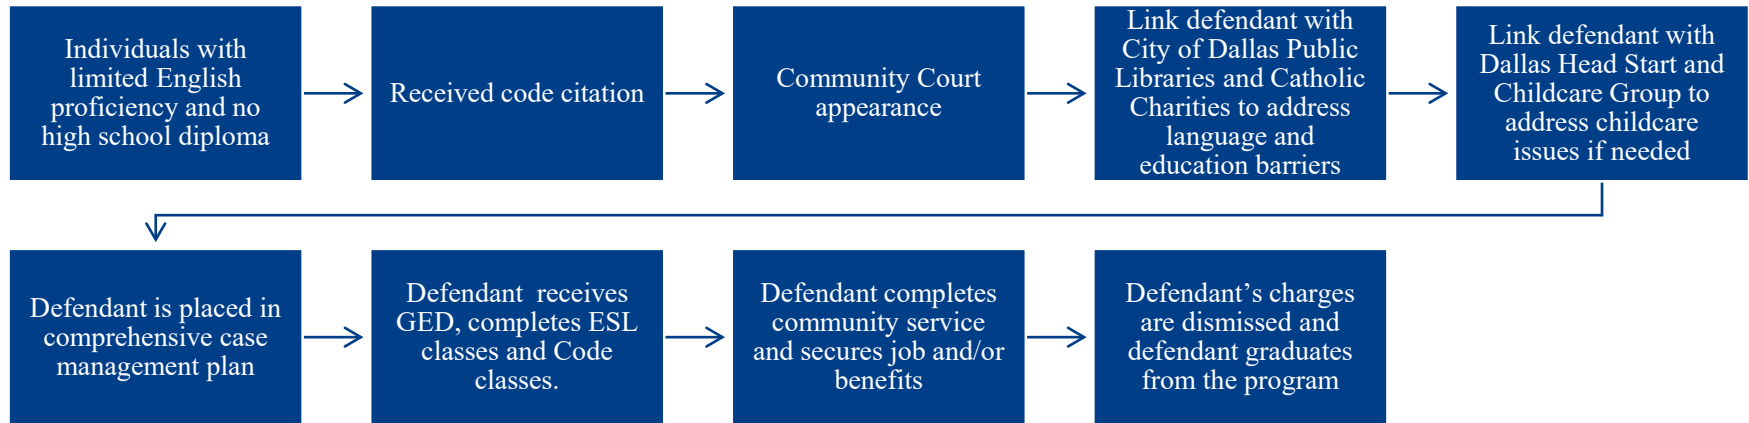 Individuals with
limited English
proficiency and no
high school diploma
Received code citation
Community Court
appearance
Link defendant with
City of Dallas Public
Libraries and Catholic
Charities to address
language and
education barriers
Link defendant with
Dallas Head Start and
Childcare Group to
address childcare
issues if needed
Defendant is placed in
comprehensive case
management plan
Defendant  receives
GED, completes ESL
classes and Code
classes.
Defendant completes
community service
and secures job and/or
benefits
Defendant’s charges
are dismissed and
defendant graduates
from the program